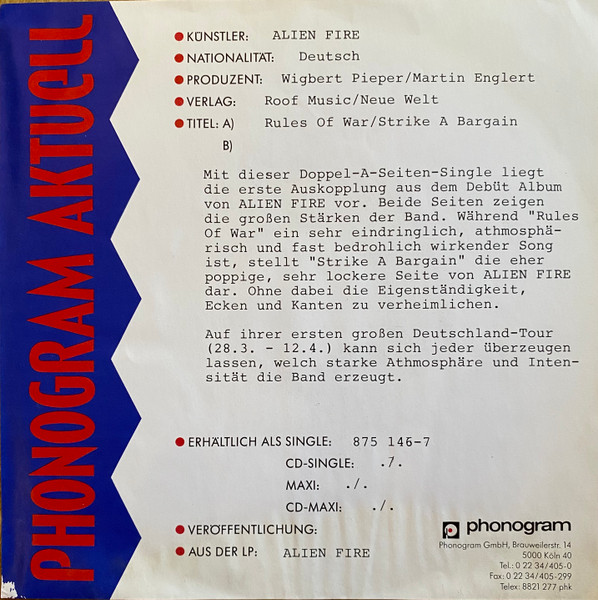 PHONOGRAM AKTUELL
KÜNSTLER: ALIEN FIRE
NATIONALITÄT: Deutsch
PRODUZENT: Wigbert Pieper/Martin Englert
VERLAG: Roof Music/Neue Welt
TITEL: A) Rules Of War/Strike A Bargain
B)
Mit dieser Doppel-A-Seiten-Single liegt
die erste Auskopplung aus dem Debüt Album
von ALIEN FIRE vor. Beide Seiten zeigen
die großen Stärken der Band. Während "Rules
Of War" ein sehr eindringlich, athmosphä-
risch und fast bedrohlich wirkender Song
ist, stellt "Strike A Bargain" die eher
poppige, sehr lockere Seite von ALIEN FIRE
dar. Ohne dabei die Eigenständigkeit,
Ecken und Kanten zu verheimlichen.
Auf ihrer ersten großen Deutschland-Tour
(28.3. - 12.4.) kann sich jeder überzeugen
lassen, welch starke Athmosphäre und Inten-
sität die Band erzeugt.
ERHÄLTLICH ALS SINGLE: 875 146-7
CD-SINGLE: ./.
MAXI: ./.
CD-MAXI: ./.
VERÖFFENTLICHUNG:
AUS DER LP: ALIEN FIRE
phonogram
Phonogram GmbH, Brauweilerstr. 14
5000 Köln 40
Tel.: 0 22 34/405-0
Fax: 0 22 34/405-299
Telex: 8821 277 phk